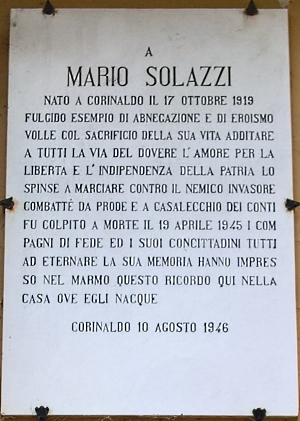 A
MARIO SOLAZZI
NATO A CORINALDO IL 17 OTTOBRE 1919
FULGIDO ESEMPIO DI ABNEGAZIONE E DI EROISMO
VOLLE COL SACRIFICIO DELLA SUA VITA ADDITARE
A TUTTI LA VIA DEL DOVERE L'AMORE PER LA
LIBERTA E L'INDIPENDENZA DELLA PATRIA LO
SPINSE A MARCIARE CONTRO IL NEMICO INVASORE
COMBATTÉ DA PRODE E A CASALECCHIO DEI CONTI
FU COLPITO A MORTE IL 19 APRILE 1945 I COM
PAGNI DI FEDE ED I SUOI CONCITTADINI TUTTI
AD ETERNARE LA SUA MEMORIA HANNO IMPRES
SO NEL MARMO QUESTO RICORDO QUI NELLA
CASA OVE EGLI NACQUE
CORINALDO 10 AGOSTO 1946